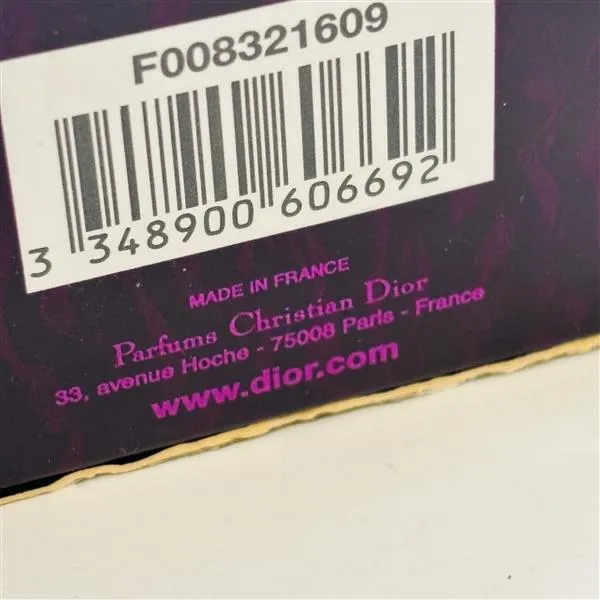 F008321609
3 348900 606692
MADE IN FRANCE
Parfums Christian Dior
33, avenue Hoche - 75008 Paris - France
www.dior.com